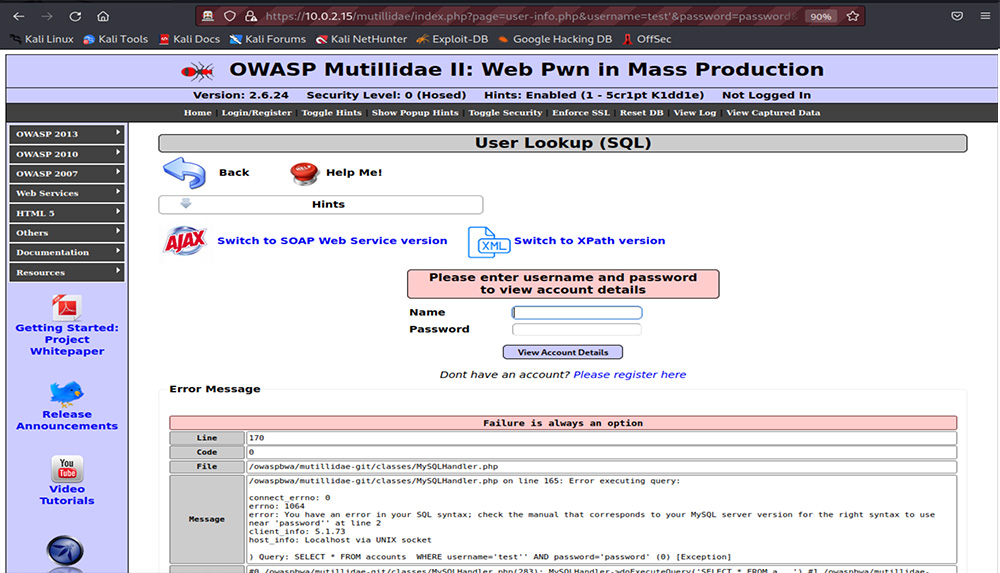 https://10.0.2.15/mutillidae/index.php?page=user-info.php&username=test'&password=password
90%
Kali Linux Kali Tools Kali Docs Kali Forums Kali NetHunter Exploit-DB Google Hacking DB OffSec
OWASP Mutillidae II: Web Pwn in Mass Production
Version: 2.6.24 Security Level: 0 (Hosed) Hints: Enabled (1 - 5cr1pt K1dd1e) Not Logged In
Home | Login/Register | Toggle Hints | Show Popup Hints | Toggle Security | Enforce SSL | Reset DB | View Log | View Captured Data
OWASP 2013
OWASP 2010
OWASP 2007
Web Services
HTML 5
Others
Documentation
Resources
Getting Started:
Project
Whitepaper
Release
Announcements
You
Tube
Video
Tutorials
User Lookup (SQL)
Back
HELP
Help Me!
Hints
AJAX
Switch to SOAP Web Service version
XML
Switch to XPath version
Please enter username and password
to view account details
Name
Password
View Account Details
Dont have an account? Please register here
Error Message
Failure is always an option
Line 170
Code 0
File /owaspbwa/mutillidae-git/classes/MySQLHandler.php
Message
/owaspbwa/mutillidae-git/classes/MySQLHandler.php on line 165: Error executing query:
connect_errno: 0
errno: 1064
error: You have an error in your SQL syntax; check the manual that corresponds to your MySQL server version for the right syntax to use
near 'password'' at line 2
client_info: 5.1.73
host_info: Localhost via UNIX socket
) Query: SELECT * FROM accounts WHERE username='test'' AND password='password' (0) [Exception]
#0 /owaspbwa/mutillidae-git/classes/MySQLHandler.php(283): MySQLHandler->doExecuteQuery('SELECT * FROM a...') #1 /owaspbwa/mutillidae-